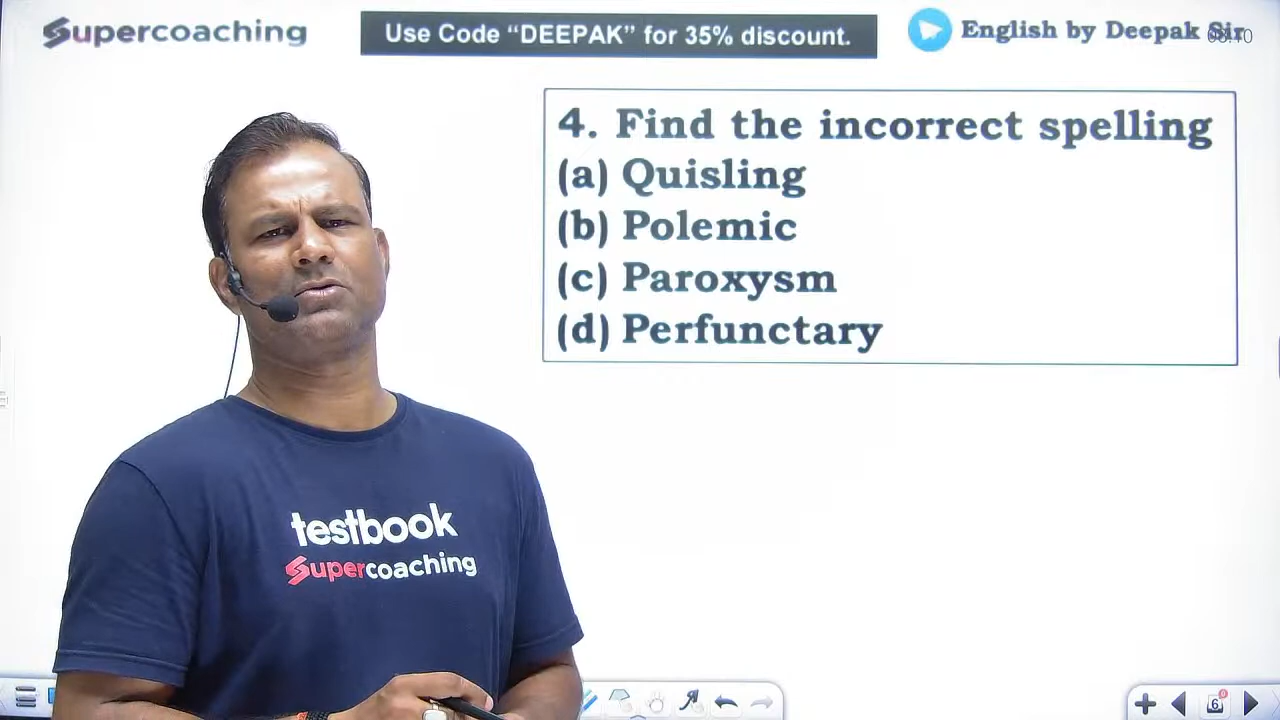 Supercoaching
Use Code “DEEPAK” for 35% discount.
English by Deepak Sir
4. Find the incorrect spelling
(a) Quisling
(b) Polemic
(c) Paroxysm
(d) Perfunctary
testbook
Supercoaching
6